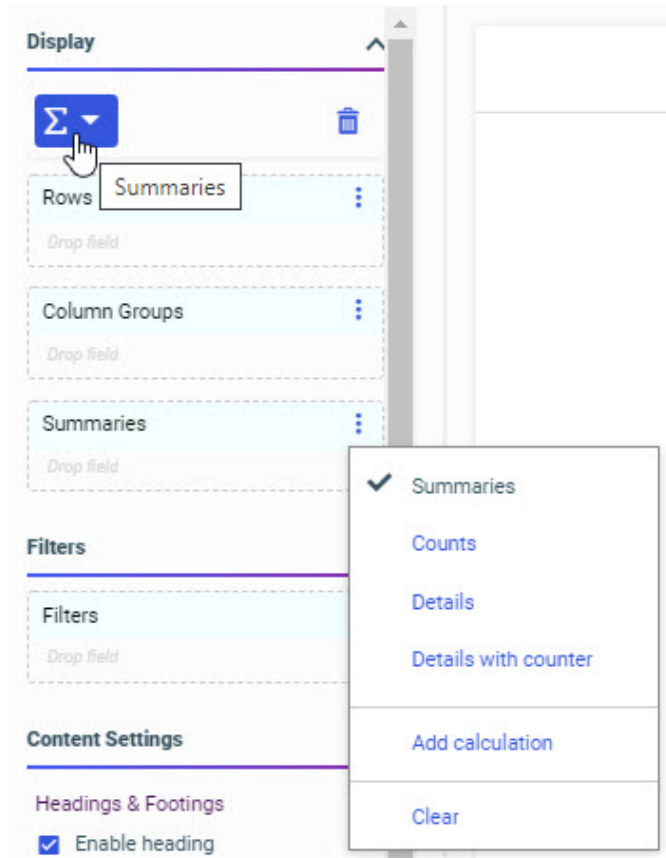 Display
Σ
Summaries
Rows
Drop field
Column Groups
Drop field
Summaries
Drop field
Summaries
Counts
Details
Details with counter
Add calculation
Clear
Filters
Filters
Drop field
Content Settings
Headings & Footings
Enable heading